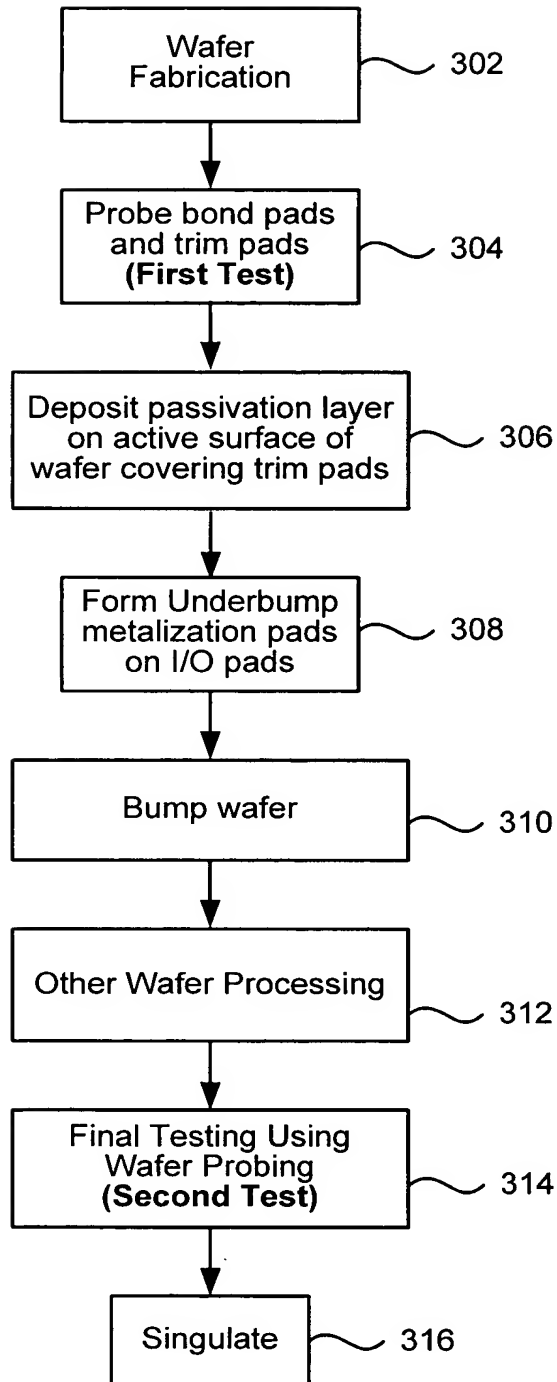 Wafer
Fabrication
302
Probe bond pads
and trim pads
(First Test)
304
Deposit passivation layer
on active surface of
wafer covering trim pads
306
Form Underbump
metalization pads
on I/O pads
308
Bump wafer
310
Other Wafer Processing
312
Final Testing Using
Wafer Probing
(Second Test)
314
Singulate
316